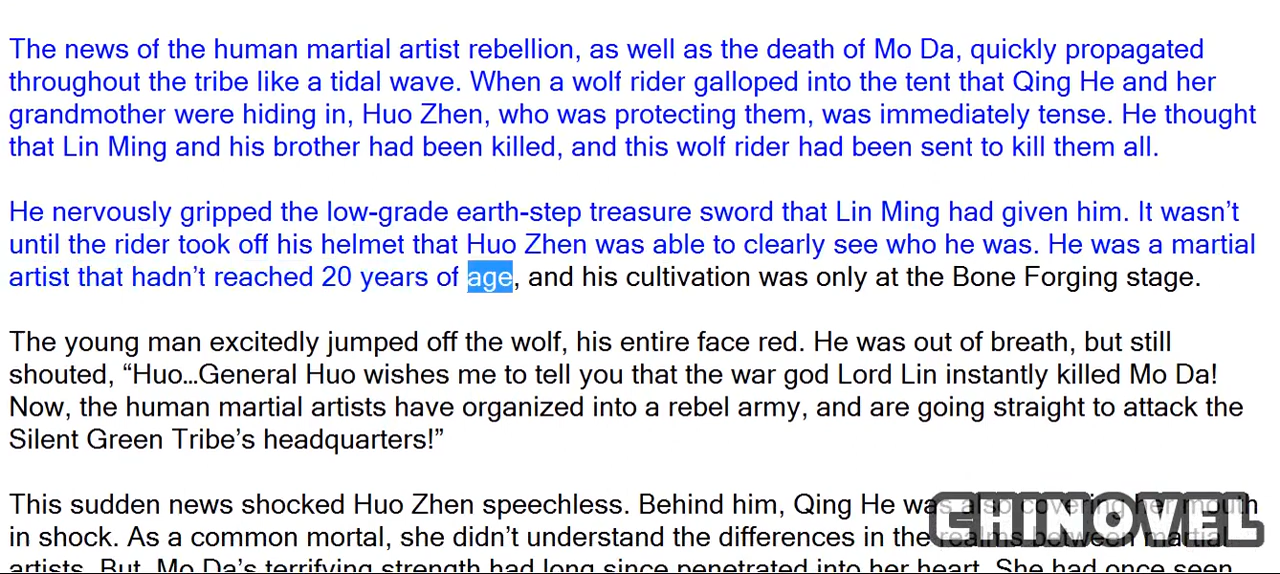 The news of the human martial artist rebellion, as well as the death of Mo Da, quickly propagated
throughout the tribe like a tidal wave. When a wolf rider galloped into the tent that Qing He and her
grandmother were hiding in, Huo Zhen, who was protecting them, was immediately tense. He thought
that Lin Ming and his brother had been killed, and this wolf rider had been sent to kill them all.
He nervously gripped the low-grade earth-step treasure sword that Lin Ming had given him. It wasn’t
until the rider took off his helmet that Huo Zhen was able to clearly see who he was. He was a martial
artist that hadn’t reached 20 years of age, and his cultivation was only at the Bone Forging stage.
The young man excitedly jumped off the wolf, his entire face red. He was out of breath, but still
shouted, “Huo…General Huo wishes me to tell you that the war god Lord Lin instantly killed Mo Da!
Now, the human martial artists have organized into a rebel army, and are going straight to attack the
Silent Green Tribe’s headquarters!”
This sudden news shocked Huo Zhen speechless. Behind him, Qing He was also covering her mouth
in shock. As a common mortal, she didn’t understand the differences in the realms between martial
artists. But, Mo Da’s terrifying strength had long since penetrated into her heart. She had once seen
CHINOVEL